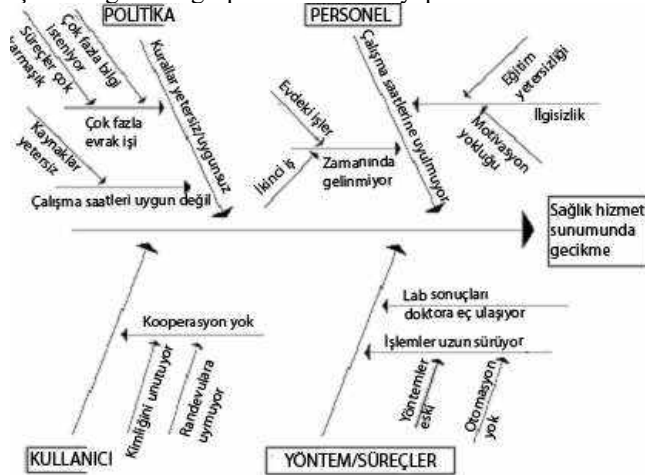 POLİTİKA
PERSONEL
Süreçler çok
karmaşık
Çok fazla bilgi
isteniyor
Kurallar yetersiz/uygunsuz
Çok fazla
evrak işi
Kaynaklar
yetersiz
Çalışma saatleri uygun değil
Evdeki işler
İkinci iş
Zamanında
gelinmiyor
Çalışma saatlerine uyulmuyor
Eğitim
yetersizliği
İlgisizlik
Motivasyon
yokluğu
Sağlık hizmet
sunumunda
gecikme
Kooperasyon yok
Kimliğini unutuyor
Randevulara
uymuyor
Lab sonuçları
doktora eç ulaşıyor
İşlemler uzun sürüyor
Yöntemler
eski
Otomasyon
yok
KULLANICI
YÖNTEM/SÜREÇLER